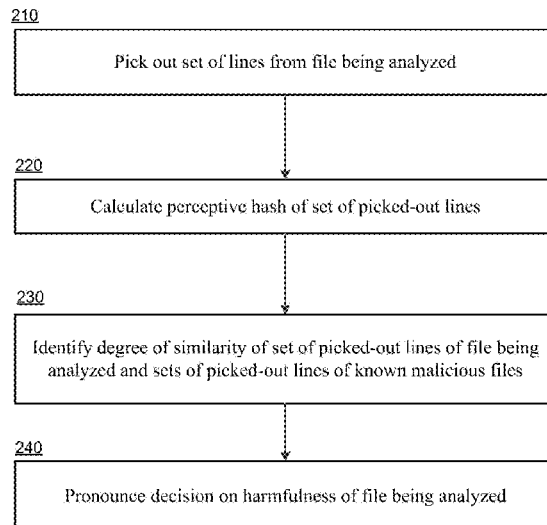 210
Pick out set of lines from file being analyzed
220
Calculate perceptive hash of set of picked-out lines
230
Identify degree of similarity of set of picked-out lines of file being
analyzed and sets of picked-out lines of known malicious files
240
Pronounce decision on harmfulness of file being analyzed